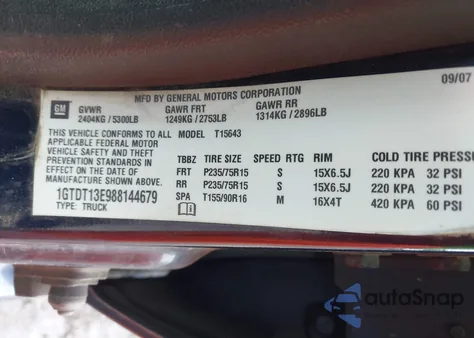 09/07
MFD BY GENERAL MOTORS CORPORATION
GM GVWR GAWR FRT GAWR RR
2404KG / 5300LB 1249KG / 2753LB 1314KG / 2896LB
THIS VEHICLE CONFORMS TO ALL MODEL T15643
APPLICABLE FEDERAL MOTOR
VEHICLE SAFETY AND THEFT TBBZ TIRE SIZE SPEED RTG RIM COLD TIRE PRESSU
PREVENTION STANDARDS IN
EFFECT ON THE DATE OF FRT P235/75R15 S 15X6.5J 220 KPA 32 PSI
MANUFACTURE SHOWN ABOVE. RR P235/75R15 S 15X6.5J 220 KPA 32 PSI
1GTDT13E988144679 SPA T155/90R16 M 16X4T 420 KPA 60 PSI
TYPE: TRUCK
autoSnap